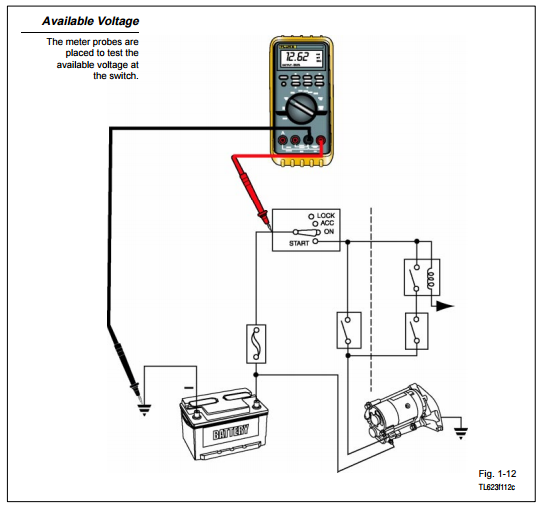 Available Voltage
The meter probes are
placed to test the
available voltage at
the switch.
FLUKE
12.62
LOCK
ACC
ON
START
BATTERY
Fig. 1-12
TL623f112c